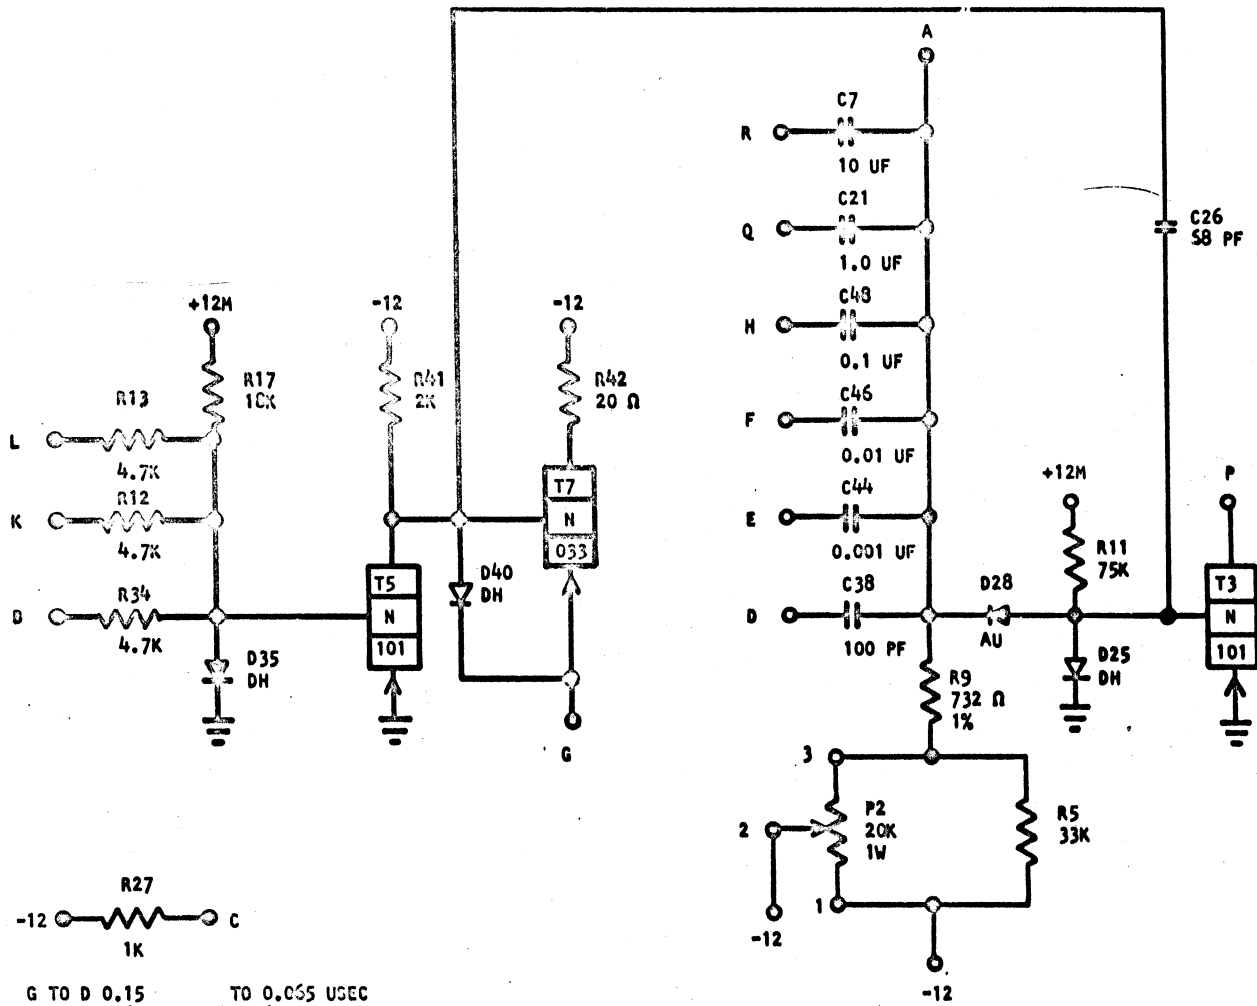 A
C7
R
10 UF
C21
Q
1.0 UF
C26
58 PF
+12M
-12
-12
C48
H
0.1 UF
R13
R17
18K
R41
2K
R42
20 Ω
C46
F
0.01 UF
L
4.7K
R12
T7
N
033
C44
E
0.001 UF
+12M
P
K
4.7K
R34
D40
DH
C38
D28
R11
75K
T5
N
101
T3
N
101
4.7K
D
100 PF
AU
D35
DH
D25
DH
R9
732 Ω
1%
G
3
P2
20K
1W
2
R5
33K
1
R27
-12
C
1K
-12
-12
G TO D 0.15 TO 0.065 USEC